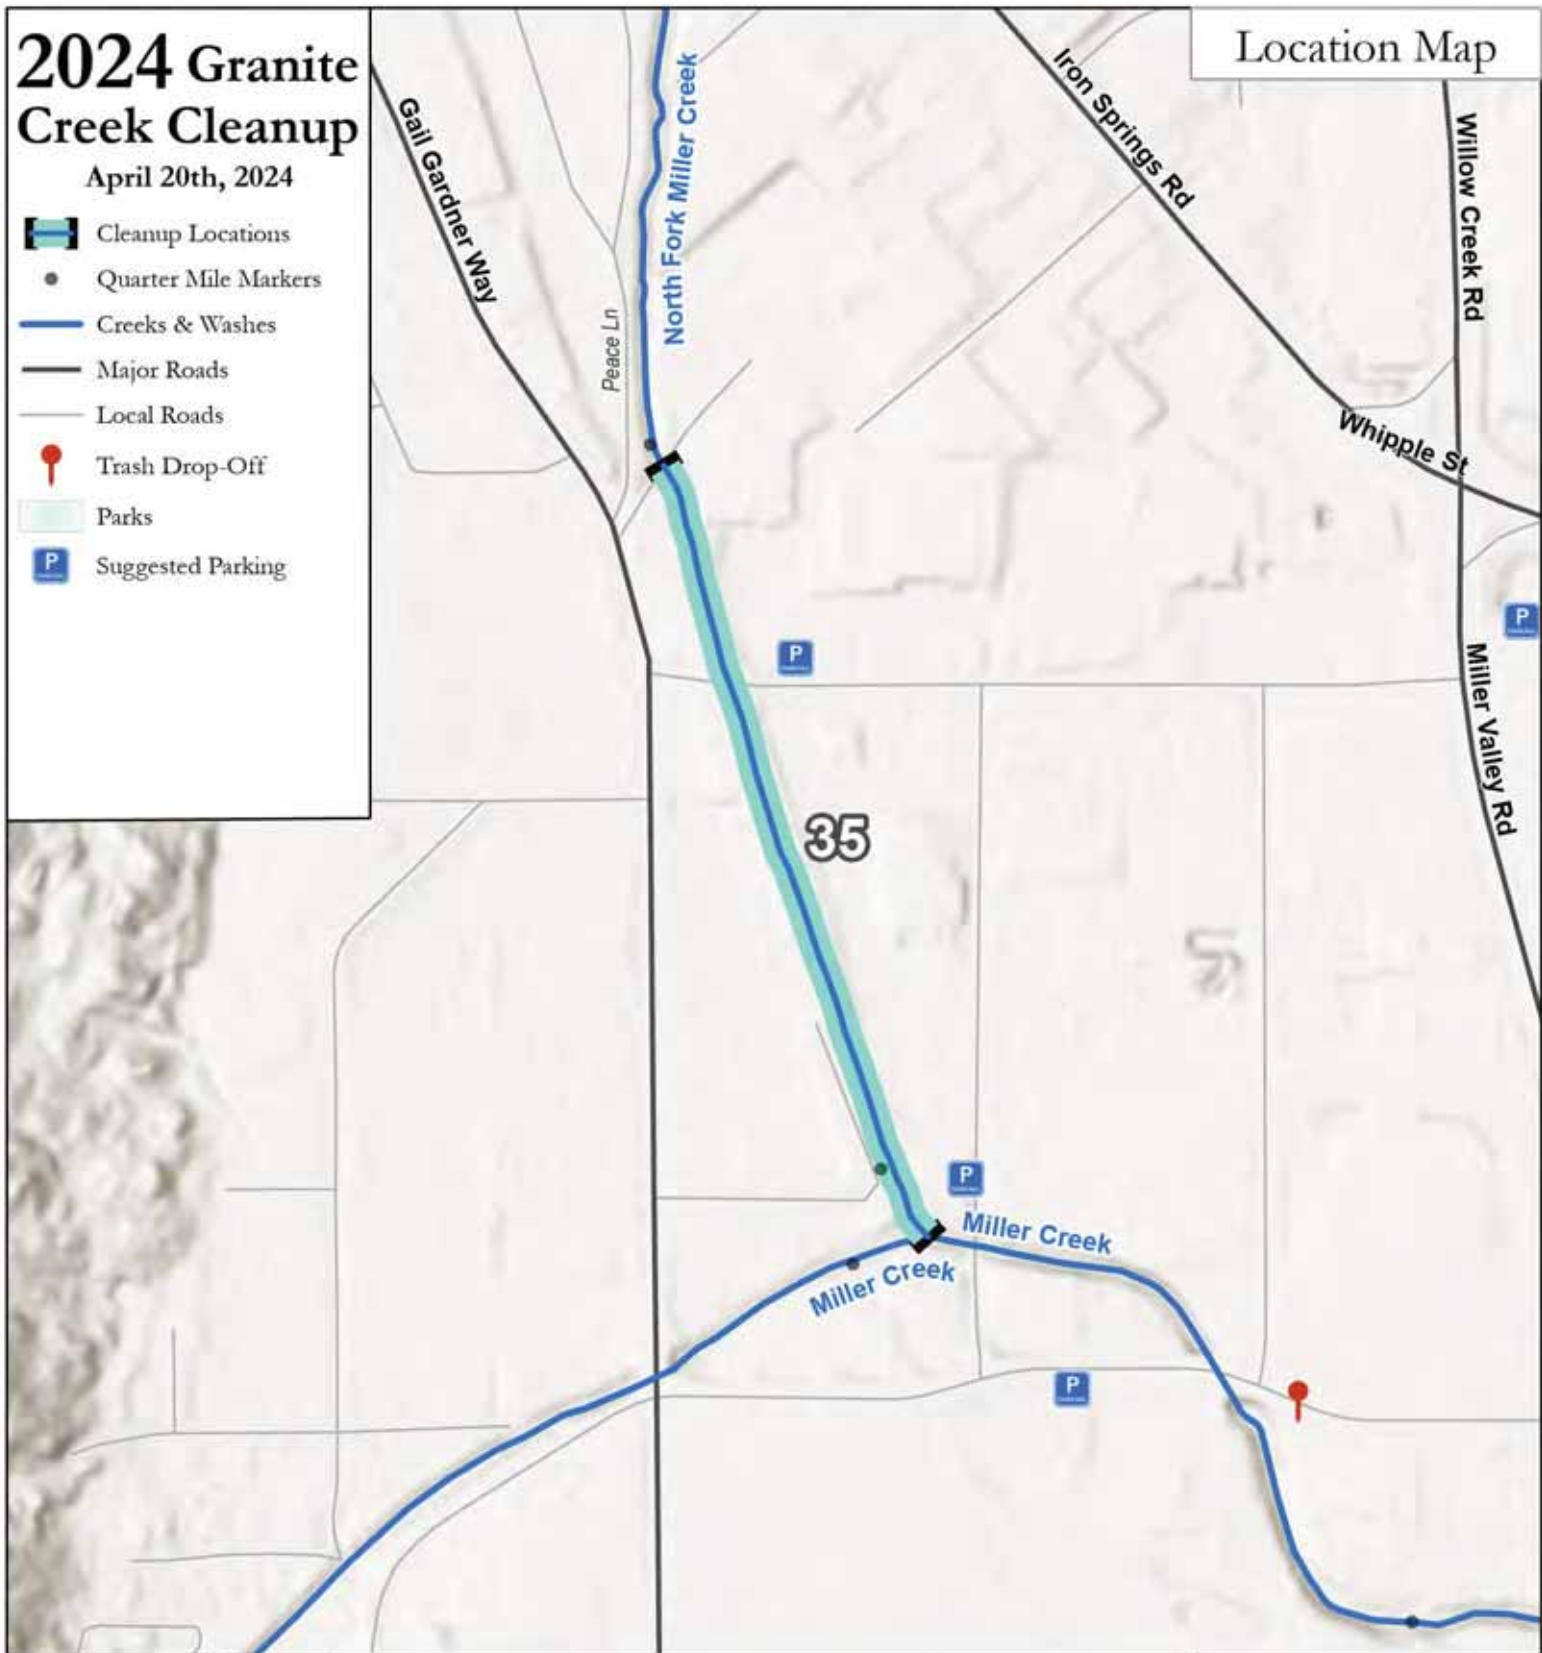 2024 Granite
Creek Cleanup
April 20th, 2024
Cleanup Locations
Quarter Mile Markers
Creeks & Washes
Major Roads
Local Roads
Trash Drop-Off
Parks
P
Suggested Parking
Location Map
Gail Gardner Way
North Fork Miller Creek
Peace Ln
Iron Springs Rd
Willow Creek Rd
Whipple St
P
P
Miller Valley Rd
35
P
Miller Creek
Miller Creek
P